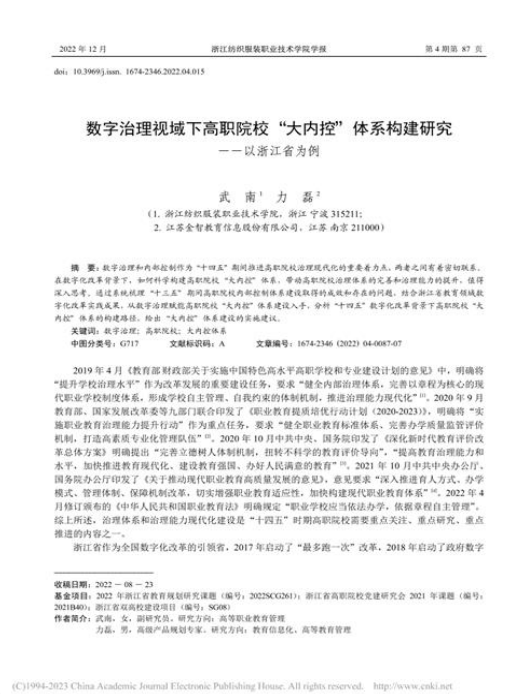 2022 年 12 月 浙江纺织服装职业技术学院学报 第 4 期第 87 页
doi: 10.3969/j.issn. 1674-2346.2022.04.015
数字治理视域下高职院校“大内控”体系构建研究
——以浙江省为例
武 南¹ 力 磊²
(1. 浙江纺织服装职业技术学院，浙江 宁波 315211;
2. 江苏金智教育信息股份有限公司，江苏 南京 211000)
摘 要：数字治理和内部控制作为“十四五”期间推进高职院校治理现代化的重要着力点，两者之间有着密切联系。
在数字化改革背景下，如何科学构建高职院校“大内控”体系，带动高职院校治理体系的完善和治理能力的提升，值得
深入思考。通过系统梳理“十三五”期间高职院校内部控制体系建设取得的成效和存在的问题，结合浙江省教育领域数
字化改革实践成果，从数字治理赋能高职院校“大内控”体系建设入手，分析“十四五”数字化改革背景下高职院校“大
内控”体系的构建路径，给出“大内控”体系建设的实施建议。
关键词：数字治理；高职院校；大内控体系
中图分类号：G717 文献标识码：A 文章编号：1674-2346 (2022) 04-0087-07
2019 年 4 月《教育部财政部关于实施中国特色高水平高职学校和专业建设计划的意见》中，明确将
“提升学校治理水平”作为改革发展的重要建设任务，要求“健全内部治理体系，完善以章程为核心的现
代职业学校制度体系，形成学校自主管理、自我约束的体制机制，推进治理能力现代化”[1]。2020 年 9 月
教育部、国家发展改革委等九部门联合印发了《职业教育提质培优行动计划（2020-2023）》，明确将“实
施职业教育治理能力提升行动”作为重点任务，要求“健全职业教育标准体系、完善办学质量监管评价
机制，打造高素质专业化管理队伍”[2]。2020 年 10 月中共中央、国务院印发了《深化新时代教育评价改
革总体方案》明确提出“完善立德树人体制机制，扭转不科学的教育评价导向”，“提高教育治理能力和
水平，加快推进教育现代化、建设教育强国、办好人民满意的教育”[3]。2021 年 10 月中共中央办公厅、
国务院办公厅印发了《关于推动现代职业教育高质量发展的意见》，意见要求“深入推进育人方式、办学
模式、管理体制、保障机制改革，切实增强职业教育适应性，加快构建现代职业教育体系”[4]。2022 年 4
月修订颁布的《中华人民共和国职业教育法》明确规定“职业学校应当依法办学，依据章程自主管理”。
综上所述，治理体系和治理能力现代化建设是“十四五”时期高职院校需要重点关注、重点研究、重点
推进的内容之一。
浙江省作为全国数字化改革的引领省，2017 年启动了“最多跑一次”改革，2018 年启动了政府数字
收稿日期：2022－08－23
基金项目：2022 年浙江省教育规划研究课题（编号：2022SCG261）；浙江省高职院校党建研究会 2021 年课题（编号：
2021B40）；浙江省双高校建设项目（编号：SG08）
作者简介：武南，女，副研究员，研究方向：高等职业教育管理
力磊，男，高级产品规划专家。研究方向：教育信息化、高等教育管理
(C)1994-2023 China Academic Journal Electronic Publishing House. All rights reserved. http://www.cnki.net